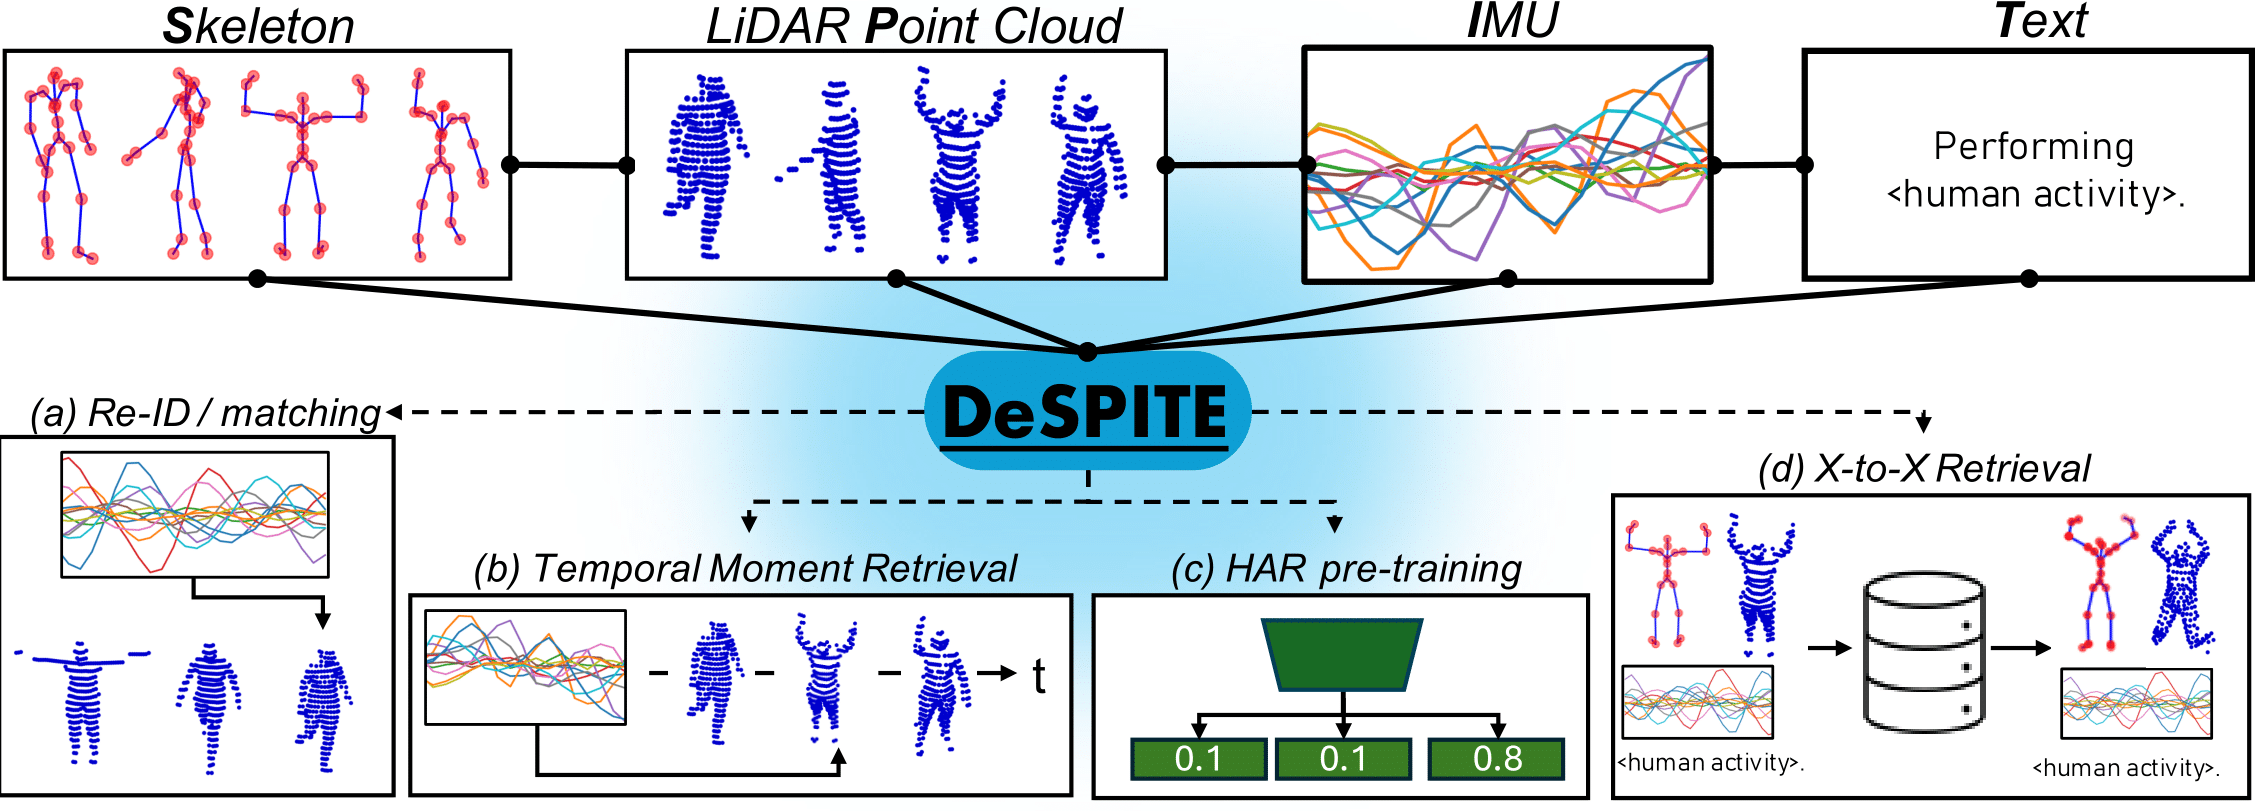 Skeleton
LiDAR Point Cloud
IMU
Text
Performing
<human activity>.
DeSPITE
(a) Re-ID / matching
(b) Temporal Moment Retrieval
t
(c) HAR pre-training
0.1
0.1
0.8
(d) X-to-X Retrieval
<human activity>.
<human activity>.